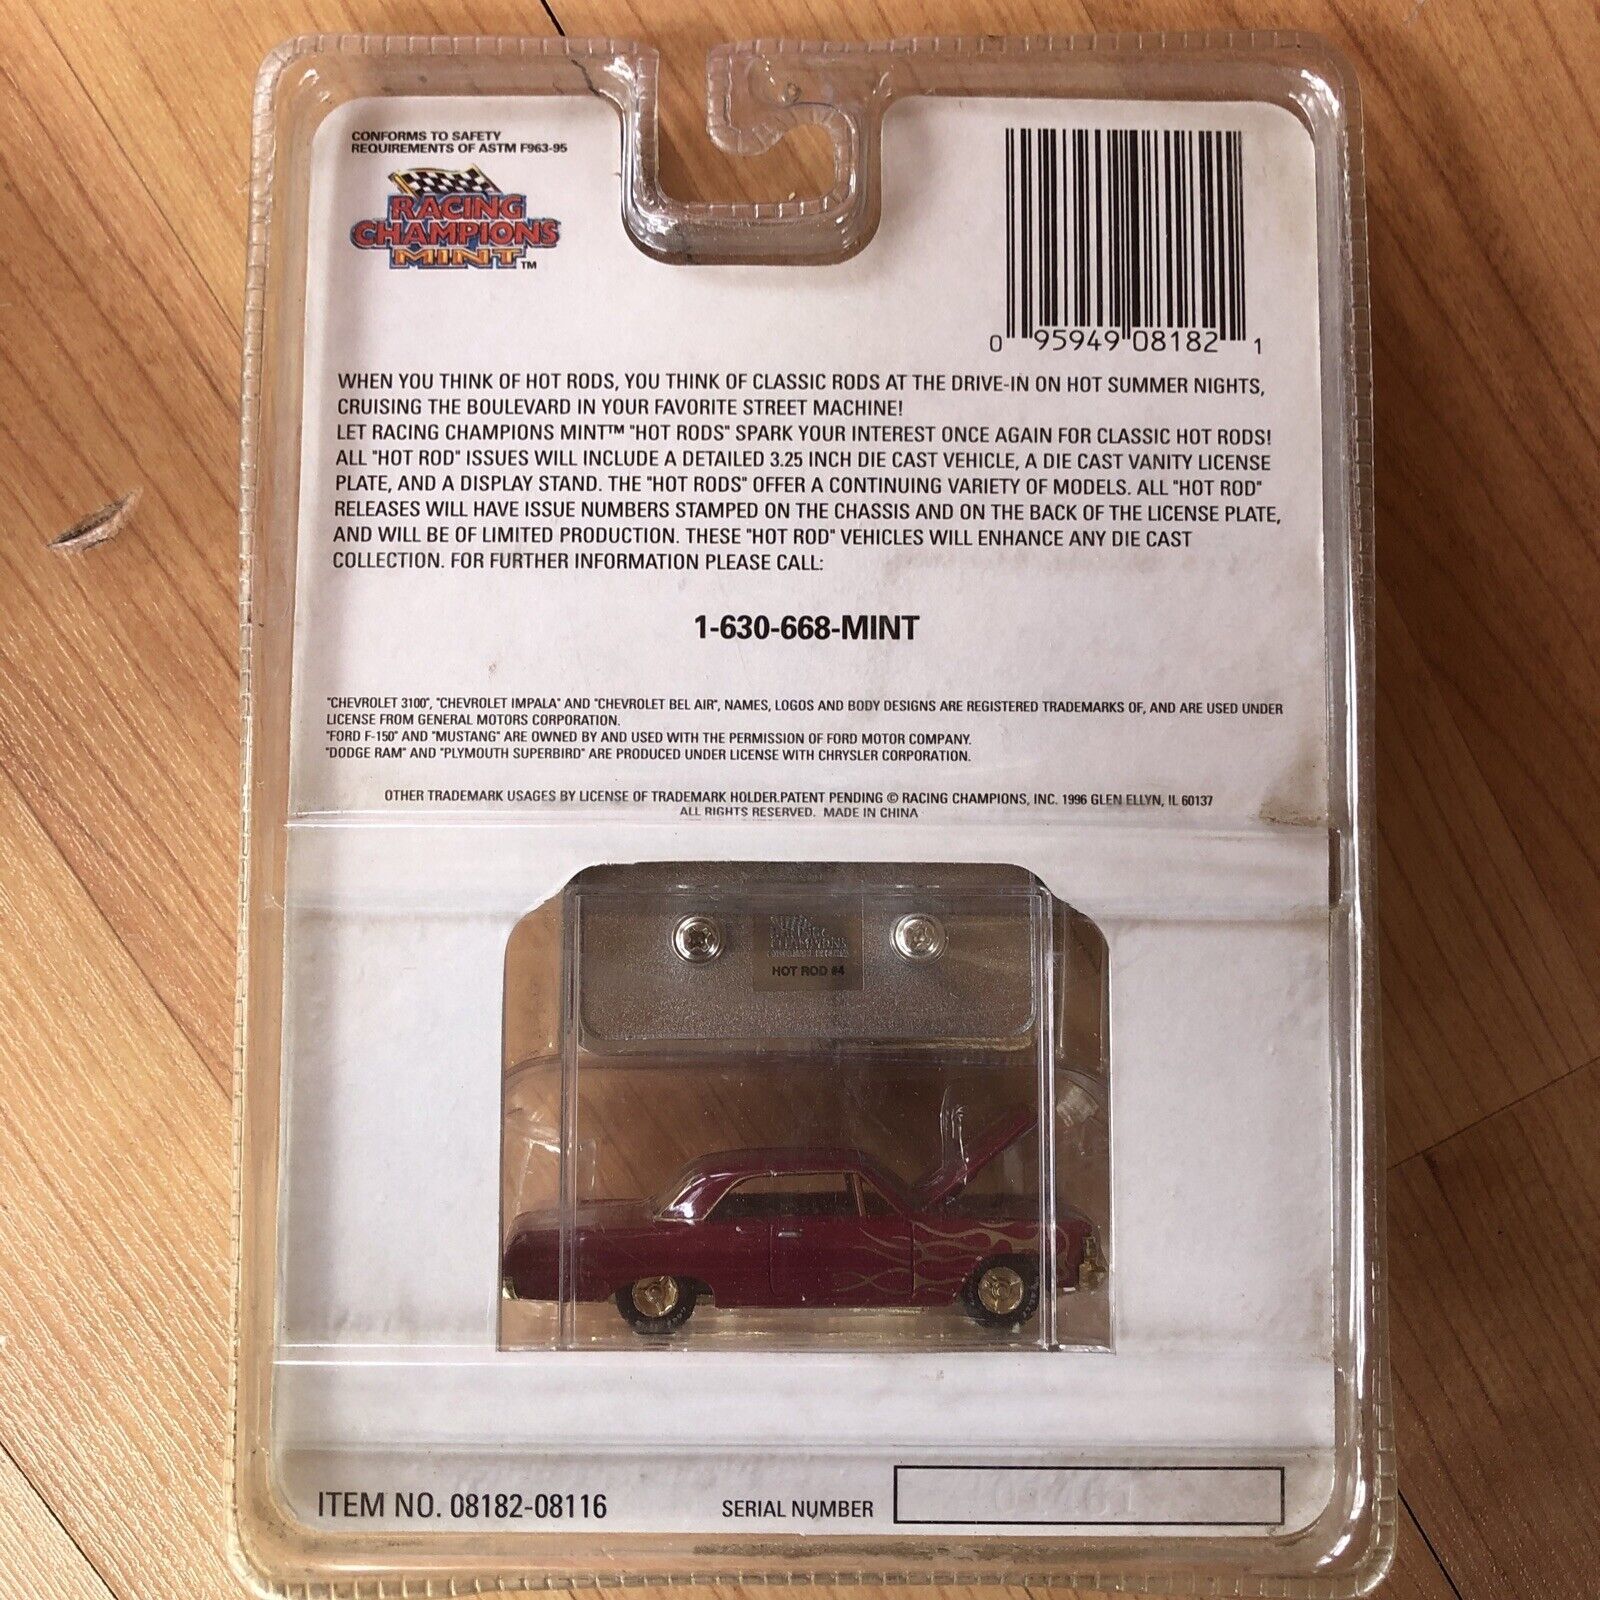 CONFORMS TO SAFETY
REQUIREMENTS OF ASTM F963-95
RACING
CHAMPIONS
MINT™
0 95949 08182 1
WHEN YOU THINK OF HOT RODS, YOU THINK OF CLASSIC RODS AT THE DRIVE-IN ON HOT SUMMER NIGHTS,
CRUISING THE BOULEVARD IN YOUR FAVORITE STREET MACHINE!
LET RACING CHAMPIONS MINT™ "HOT RODS" SPARK YOUR INTEREST ONCE AGAIN FOR CLASSIC HOT RODS!
ALL "HOT ROD" ISSUES WILL INCLUDE A DETAILED 3.25 INCH DIE CAST VEHICLE, A DIE CAST VANITY LICENSE
PLATE, AND A DISPLAY STAND. THE "HOT RODS" OFFER A CONTINUING VARIETY OF MODELS. ALL "HOT ROD"
RELEASES WILL HAVE ISSUE NUMBERS STAMPED ON THE CHASSIS AND ON THE BACK OF THE LICENSE PLATE,
AND WILL BE OF LIMITED PRODUCTION. THESE "HOT ROD" VEHICLES WILL ENHANCE ANY DIE CAST
COLLECTION. FOR FURTHER INFORMATION PLEASE CALL:
1-630-668-MINT
"CHEVROLET 3100", "CHEVROLET IMPALA" AND "CHEVROLET BEL AIR", NAMES, LOGOS AND BODY DESIGNS ARE REGISTERED TRADEMARKS OF, AND ARE USED UNDER
LICENSE FROM GENERAL MOTORS CORPORATION.
"FORD F-150" AND "MUSTANG" ARE OWNED BY AND USED WITH THE PERMISSION OF FORD MOTOR COMPANY.
"DODGE RAM" AND "PLYMOUTH SUPERBIRD" ARE PRODUCED UNDER LICENSE WITH CHRYSLER CORPORATION.
OTHER TRADEMARK USAGES BY LICENSE OF TRADEMARK HOLDER.PATENT PENDING © RACING CHAMPIONS, INC. 1996 GLEN ELLYN, IL 60137
ALL RIGHTS RESERVED. MADE IN CHINA
RACING
CHAMPIONS
HOT ROD #4
ITEM NO. 08182-08116
SERIAL NUMBER